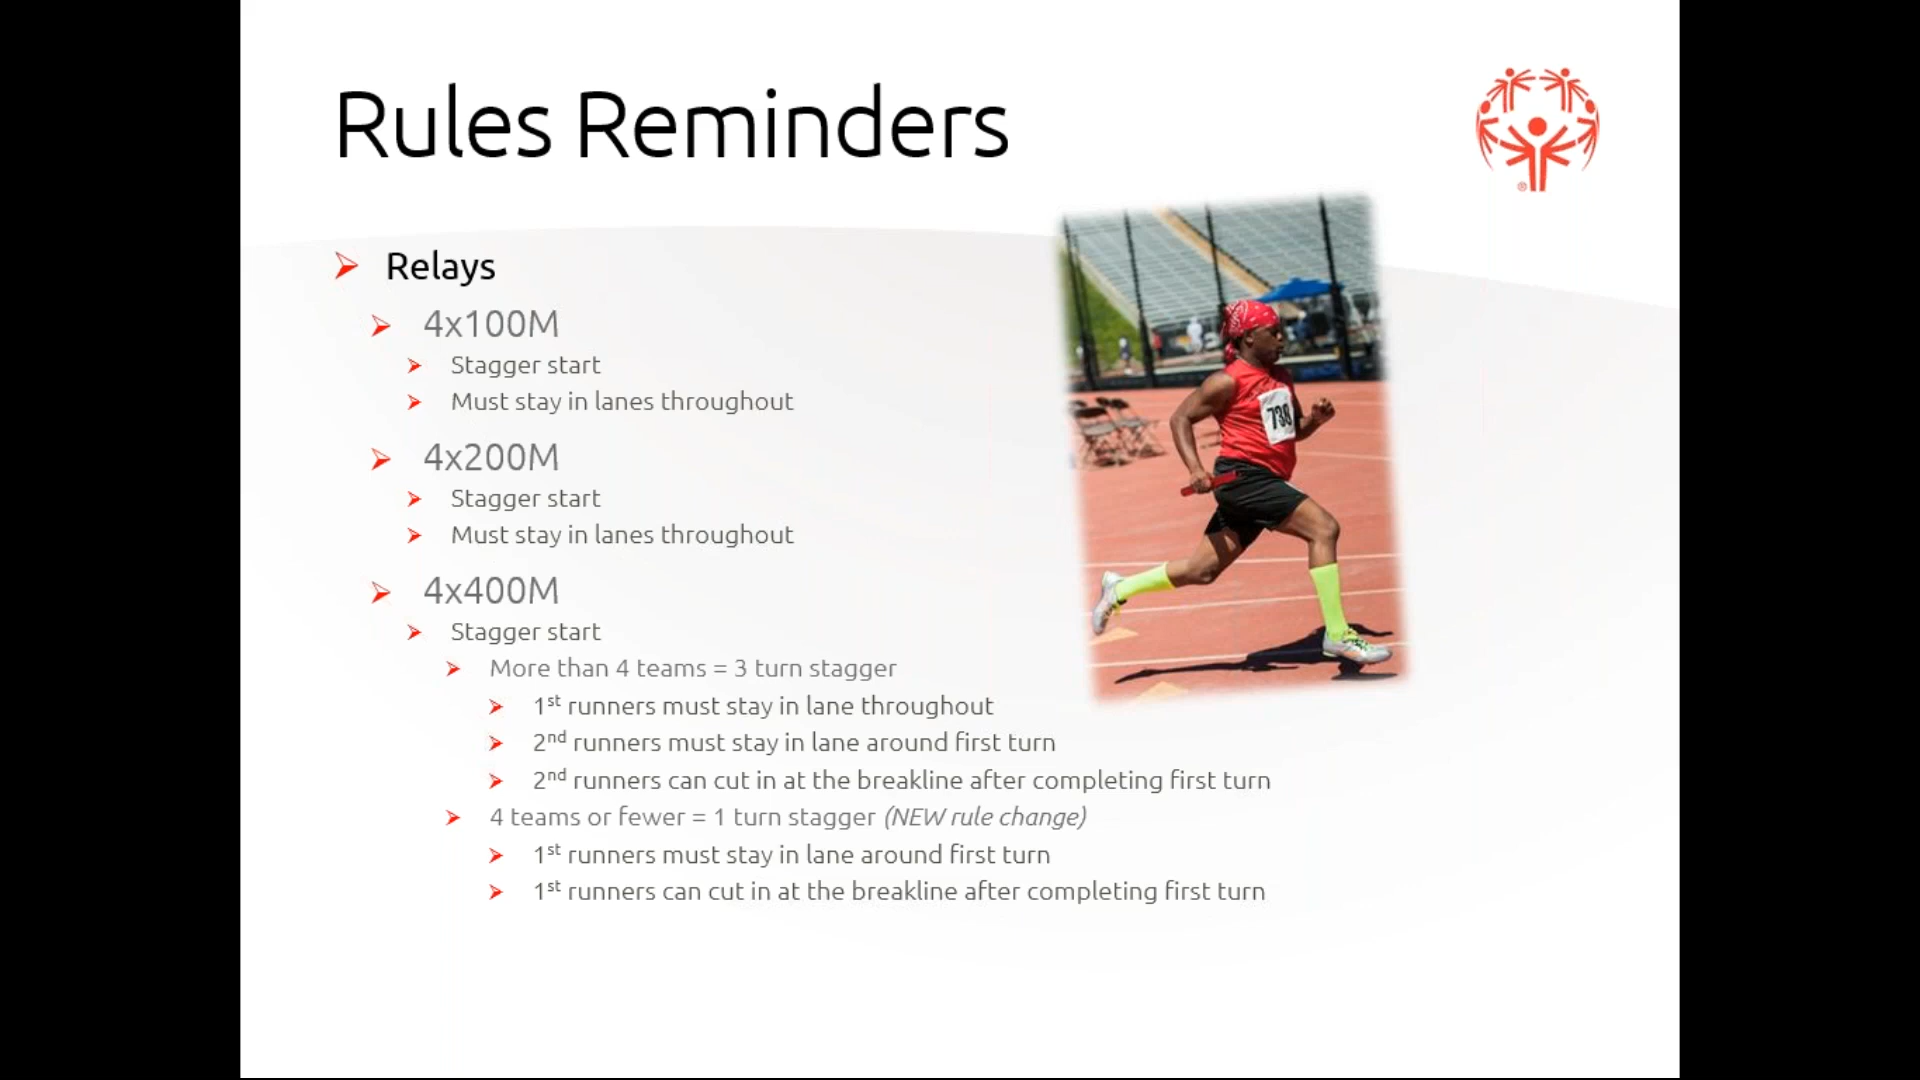 Rules Reminders
Relays
4x100M
Stagger start
Must stay in lanes throughout
4x200M
Stagger start
Must stay in lanes throughout
4x400M
Stagger start
More than 4 teams = 3 turn stagger
1st runners must stay in lane throughout
2nd runners must stay in lane around first turn
2nd runners can cut in at the breakline after completing first turn
4 teams or fewer = 1 turn stagger (NEW rule change)
1st runners must stay in lane around first turn
1st runners can cut in at the breakline after completing first turn
738
®